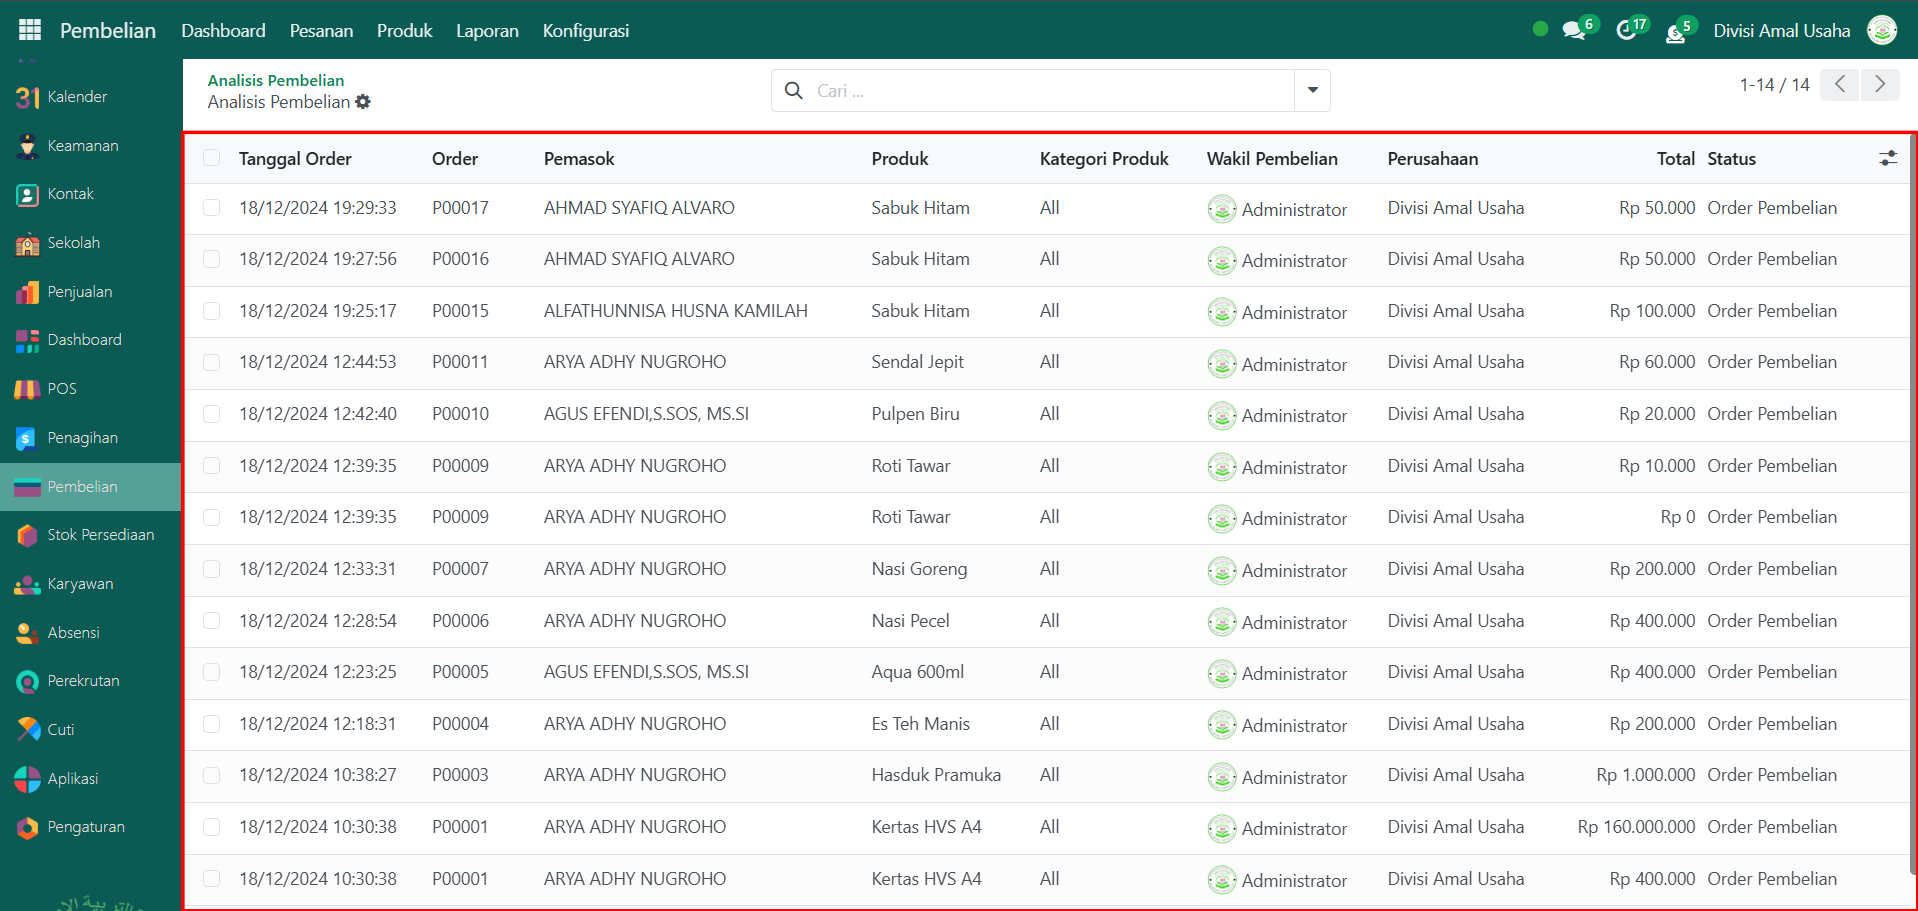 Pembelian Dashboard Pesanan Produk Laporan Konfigurasi 6 17 5 Divisi Amal Usaha
31 Kalender
Keamanan
Kontak
Sekolah
Penjualan
Dashboard
POS
Penagihan
Pembelian
Stok Persediaan
Karyawan
Absensi
Perekrutan
Cuti
Aplikasi
Pengaturan
Analisis Pembelian
Analisis Pembelian
Cari ...
1-14 / 14
Tanggal Order Order Pemasok Produk Kategori Produk Wakil Pembelian Perusahaan Total Status
18/12/2024 19:29:33 P00017 AHMAD SYAFIQ ALVARO Sabuk Hitam All Administrator Divisi Amal Usaha Rp 50.000 Order Pembelian
18/12/2024 19:27:56 P00016 AHMAD SYAFIQ ALVARO Sabuk Hitam All Administrator Divisi Amal Usaha Rp 50.000 Order Pembelian
18/12/2024 19:25:17 P00015 ALFATHUNNISA HUSNA KAMILAH Sabuk Hitam All Administrator Divisi Amal Usaha Rp 100.000 Order Pembelian
18/12/2024 12:44:53 P00011 ARYA ADHY NUGROHO Sendal Jepit All Administrator Divisi Amal Usaha Rp 60.000 Order Pembelian
18/12/2024 12:42:40 P00010 AGUS EFENDI,S.SOS, MS.SI Pulpen Biru All Administrator Divisi Amal Usaha Rp 20.000 Order Pembelian
18/12/2024 12:39:35 P00009 ARYA ADHY NUGROHO Roti Tawar All Administrator Divisi Amal Usaha Rp 10.000 Order Pembelian
18/12/2024 12:39:35 P00009 ARYA ADHY NUGROHO Roti Tawar All Administrator Divisi Amal Usaha Rp 0 Order Pembelian
18/12/2024 12:33:31 P00007 ARYA ADHY NUGROHO Nasi Goreng All Administrator Divisi Amal Usaha Rp 200.000 Order Pembelian
18/12/2024 12:28:54 P00006 ARYA ADHY NUGROHO Nasi Pecel All Administrator Divisi Amal Usaha Rp 400.000 Order Pembelian
18/12/2024 12:23:25 P00005 AGUS EFENDI,S.SOS, MS.SI Aqua 600ml All Administrator Divisi Amal Usaha Rp 400.000 Order Pembelian
18/12/2024 12:18:31 P00004 ARYA ADHY NUGROHO Es Teh Manis All Administrator Divisi Amal Usaha Rp 200.000 Order Pembelian
18/12/2024 10:38:27 P00003 ARYA ADHY NUGROHO Hasduk Pramuka All Administrator Divisi Amal Usaha Rp 1.000.000 Order Pembelian
18/12/2024 10:30:38 P00001 ARYA ADHY NUGROHO Kertas HVS A4 All Administrator Divisi Amal Usaha Rp 160.000.000 Order Pembelian
18/12/2024 10:30:38 P00001 ARYA ADHY NUGROHO Kertas HVS A4 All Administrator Divisi Amal Usaha Rp 400.000 Order Pembelian